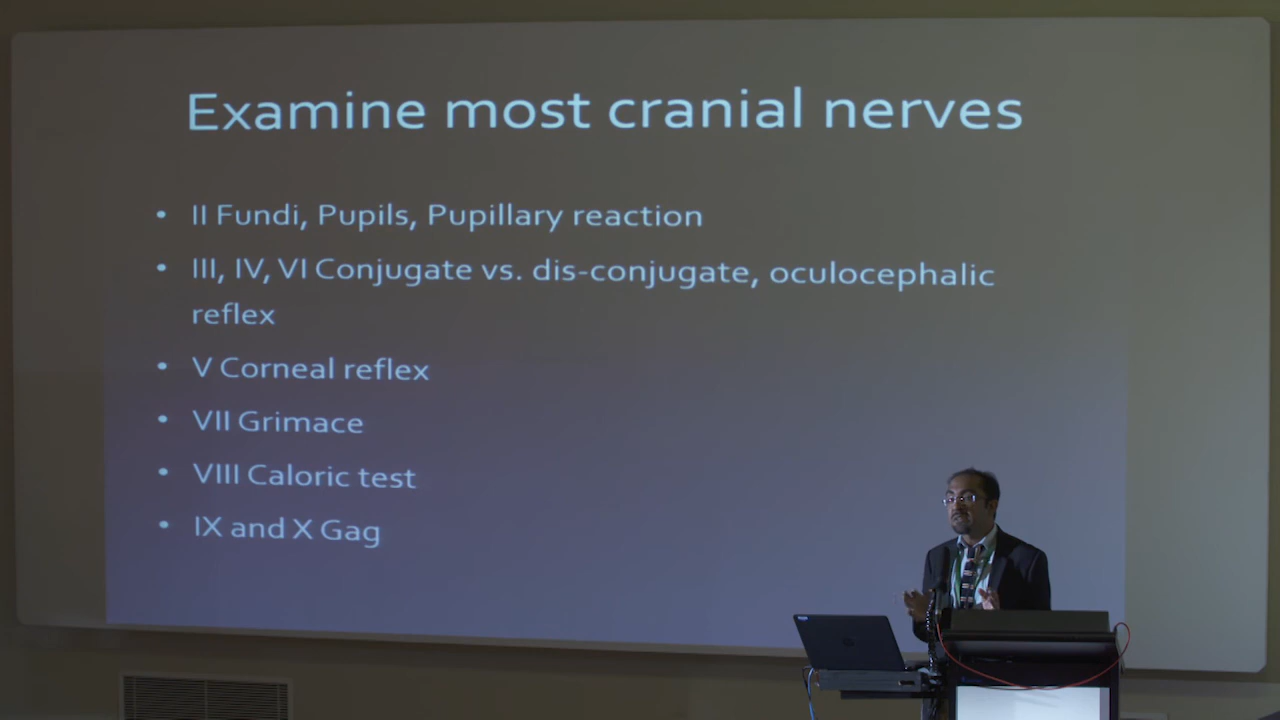 Examine most cranial nerves
• II Fundi, Pupils, Pupillary reaction
• III, IV, VI Conjugate vs. dis-conjugate, oculocephalic
reflex
• V Corneal reflex
• VII Grimace
• VIII Caloric test
• IX and X Gag